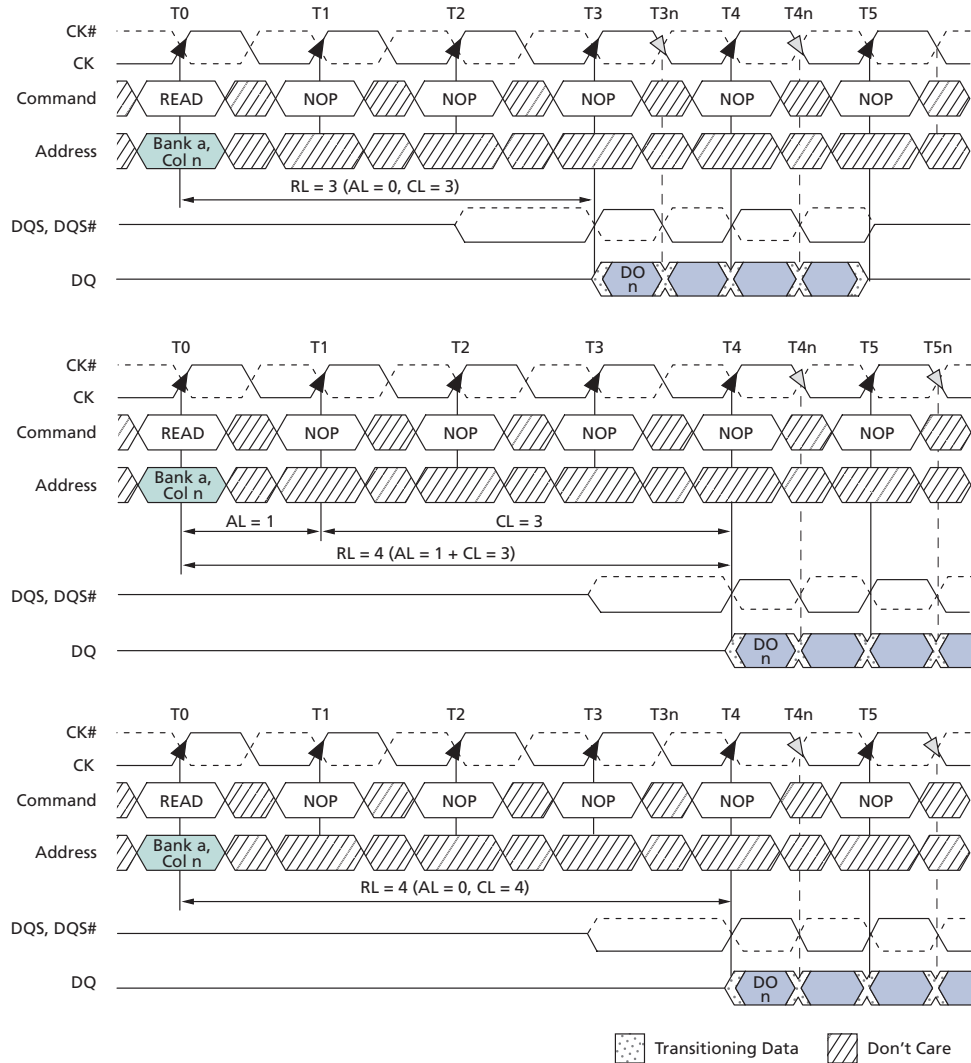 T0 T1 T2 T3 T3n T4 T4n T5
CK#
CK
Command READ NOP NOP NOP NOP NOP
Address Bank a,
Col n
RL = 3 (AL = 0, CL = 3)
DQS, DQS#
DQ DO
n
T0 T1 T2 T3 T4 T4n T5 T5n
CK#
CK
Command READ NOP NOP NOP NOP NOP
Address Bank a,
Col n
AL = 1 CL = 3
RL = 4 (AL = 1 + CL = 3)
DQS, DQS#
DQ DO
n
T0 T1 T2 T3 T3n T4 T4n T5
CK#
CK
Command READ NOP NOP NOP NOP NOP
Address Bank a,
Col n
RL = 4 (AL = 0, CL = 4)
DQS, DQS#
DQ DO
n
Transitioning Data Don't Care